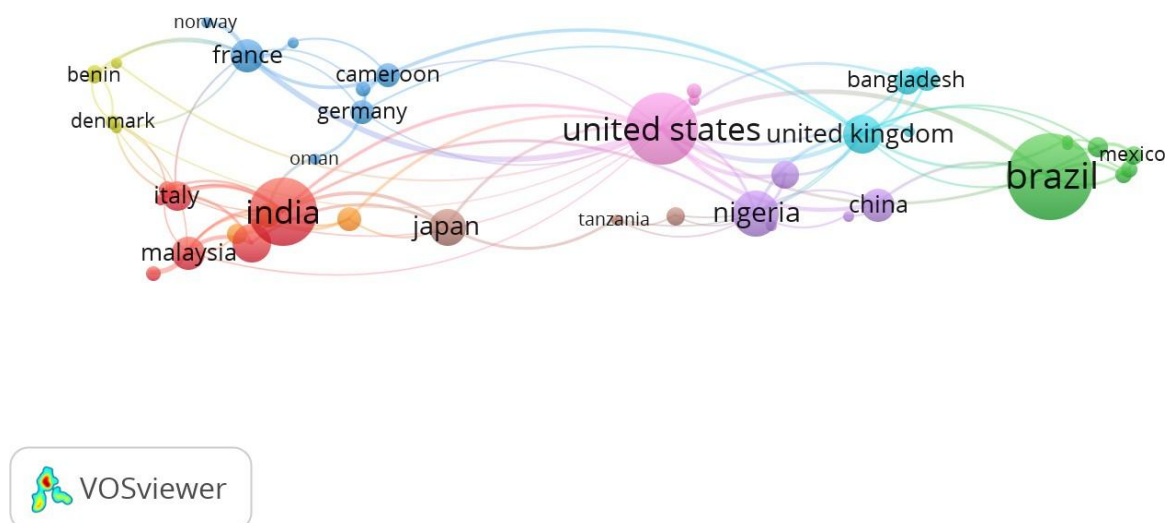 norway
france
benin
cameroon
bangladesh
germany
denmark
united states
united kingdom
oman
mexico
brazil
italy
india
tanzania
nigeria
china
japan
malaysia
VOSviewer